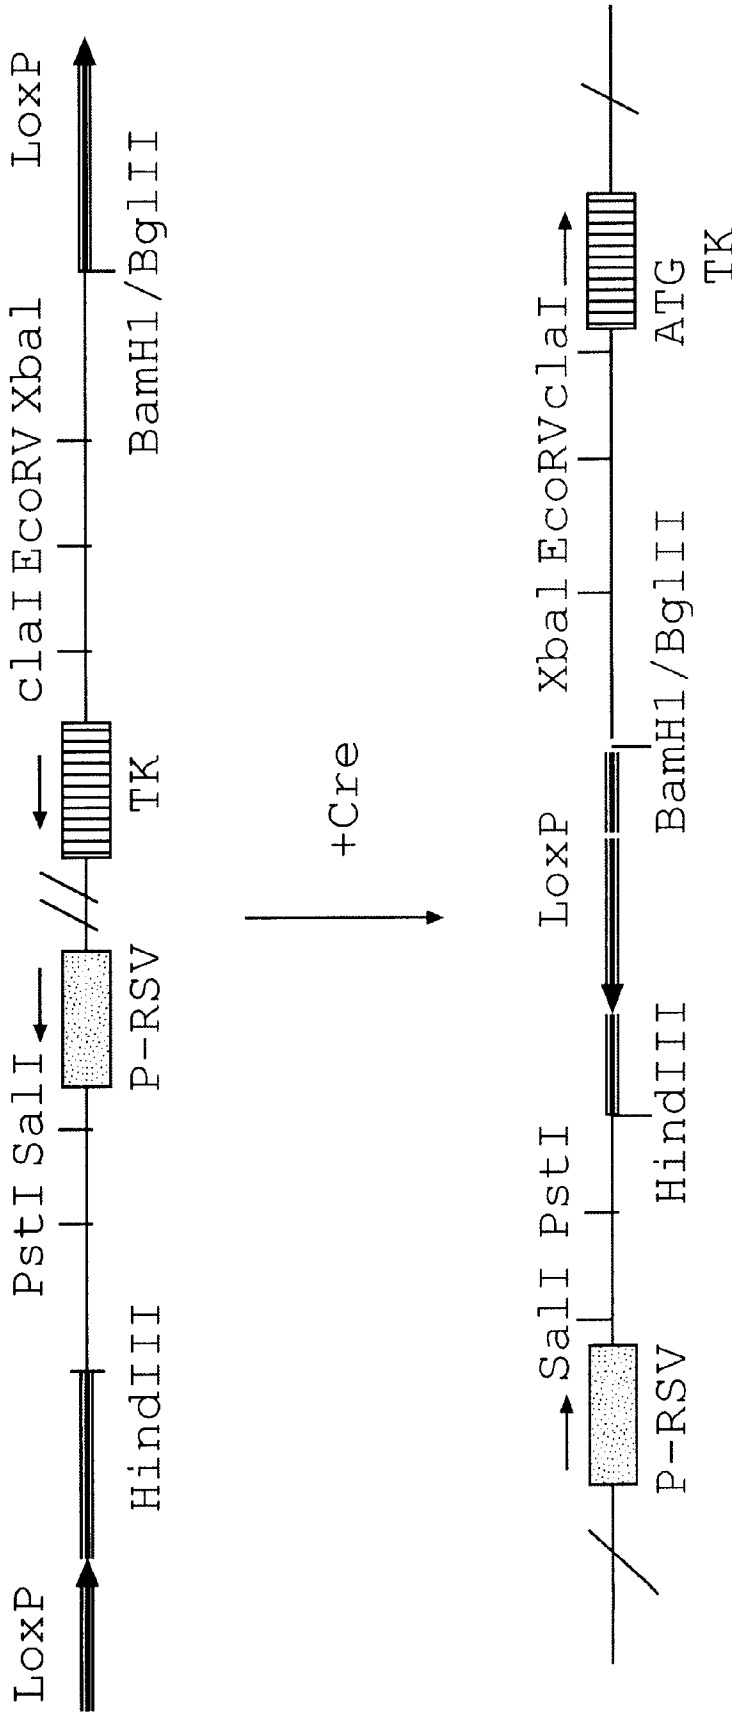 LoxP
PstI SalI
claI EcoRV XbaI
LoxP
HindIII
P-RSV
TK
BamH1/BglII
+Cre
SalI PstI
LoxP
XbaI EcoRV claI
P-RSV
HindIII
BamH1/BglII
ATG
TK